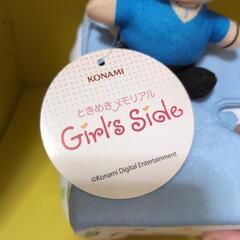 KONAMI
ときめきメモリアル
Girl's Side
©Konami Digital Entertainment